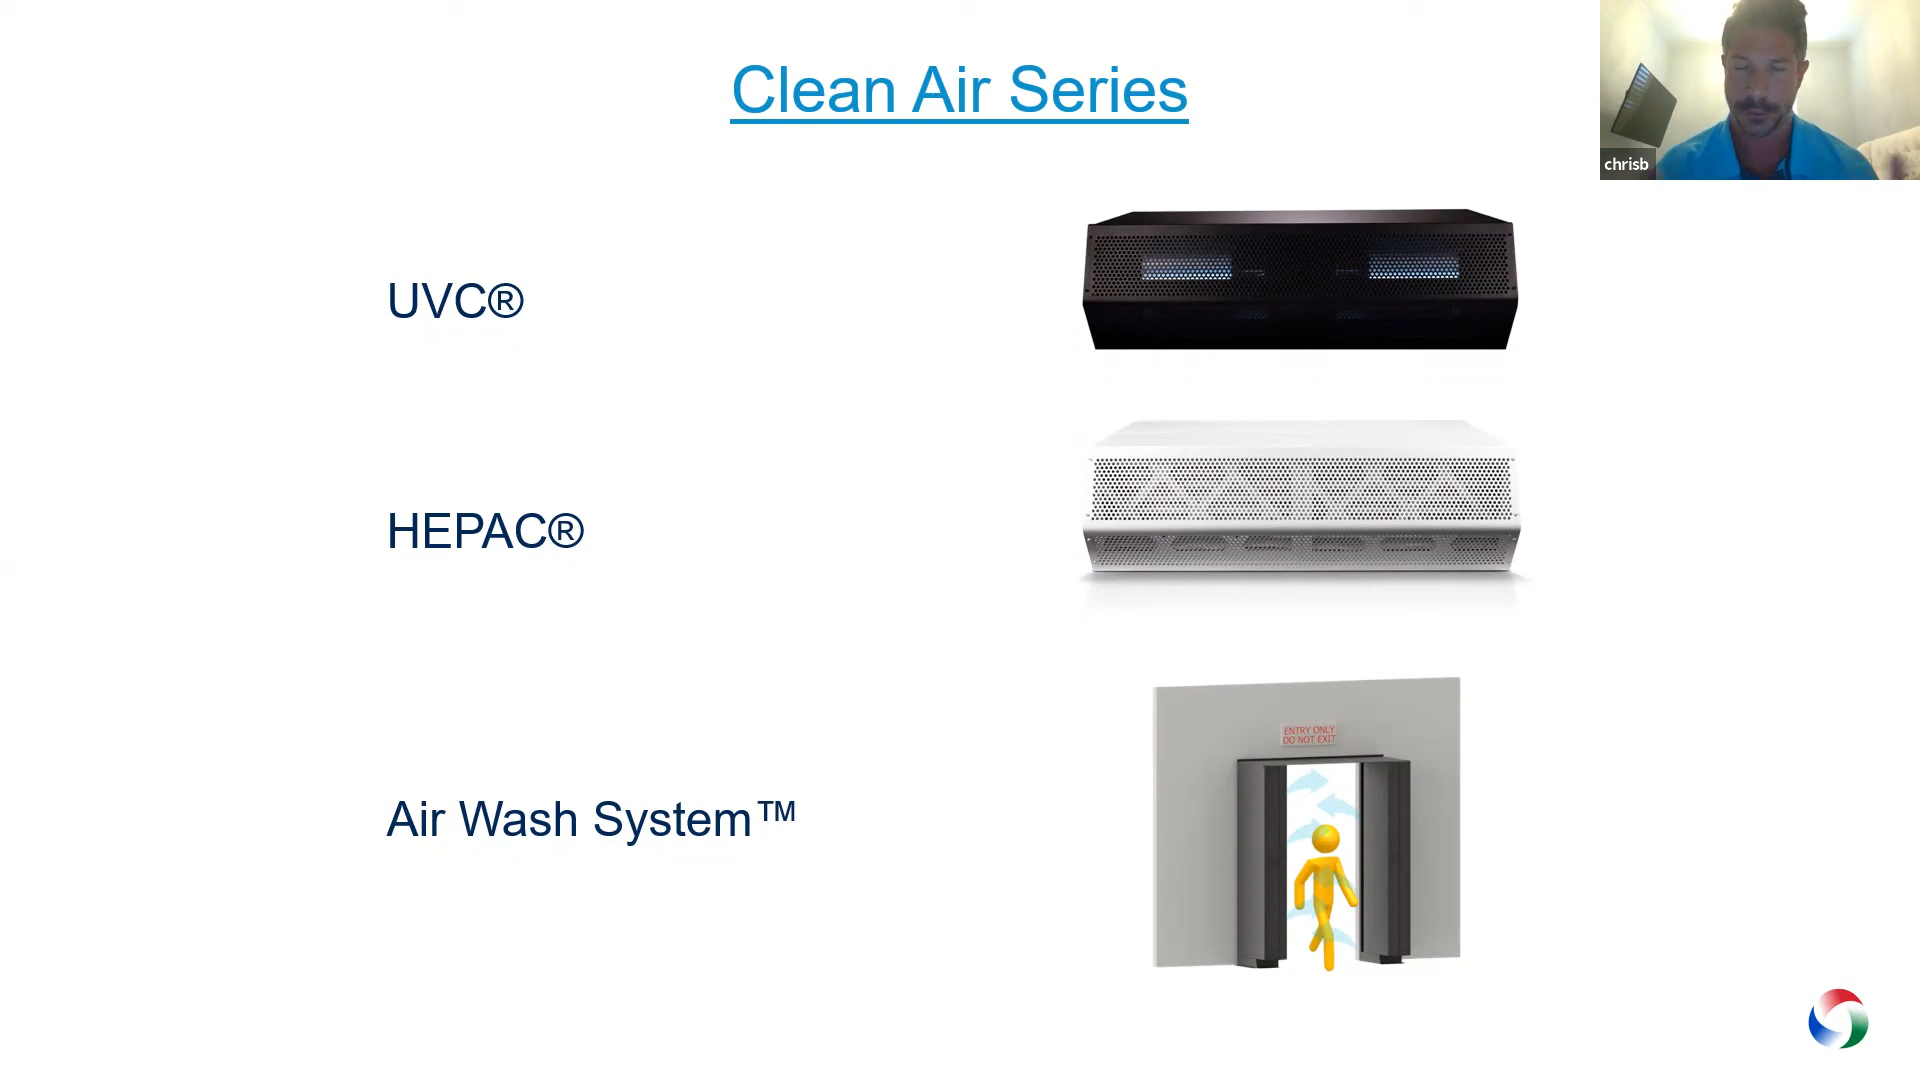 Clean Air Series
chrisb
UVC®
HEPAC®
ENTRY ONLY
DO NOT EXIT
Air Wash System™